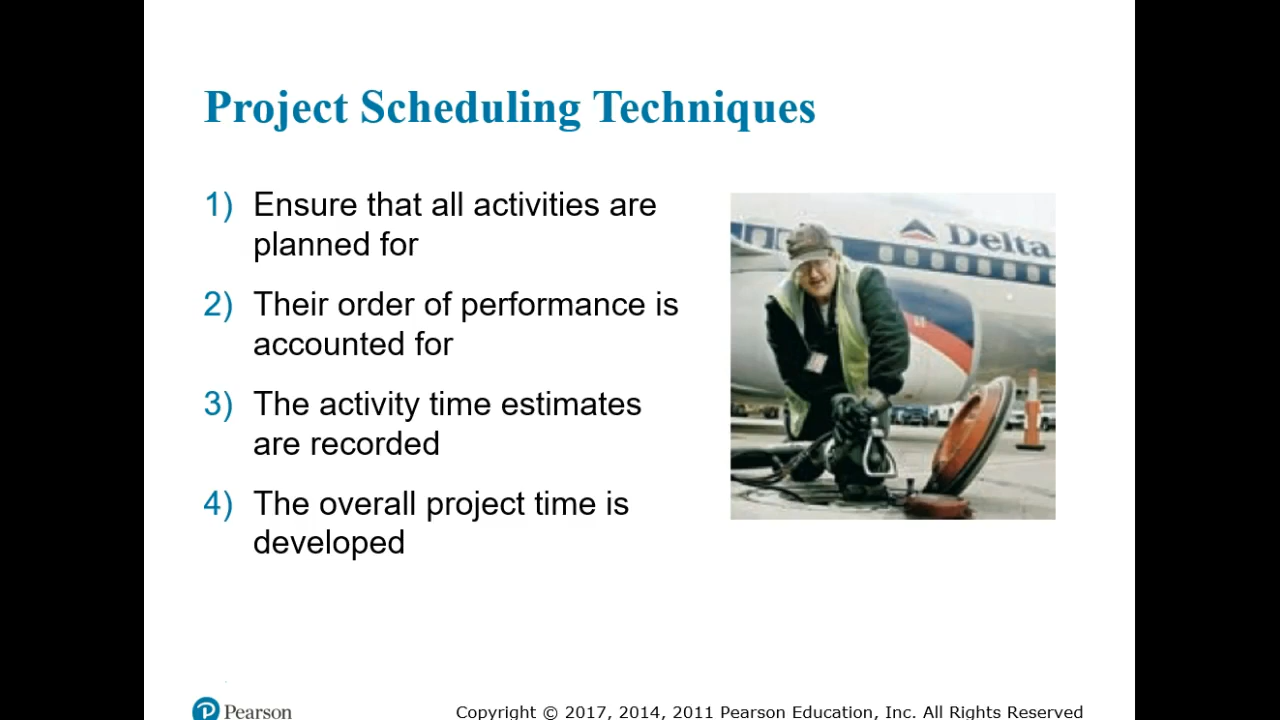 Project Scheduling Techniques
1) Ensure that all activities are
planned for
2) Their order of performance is
accounted for
3) The activity time estimates
are recorded
4) The overall project time is
developed
Delta
Pearson
Copyright © 2017, 2014, 2011 Pearson Education, Inc. All Rights Reserved